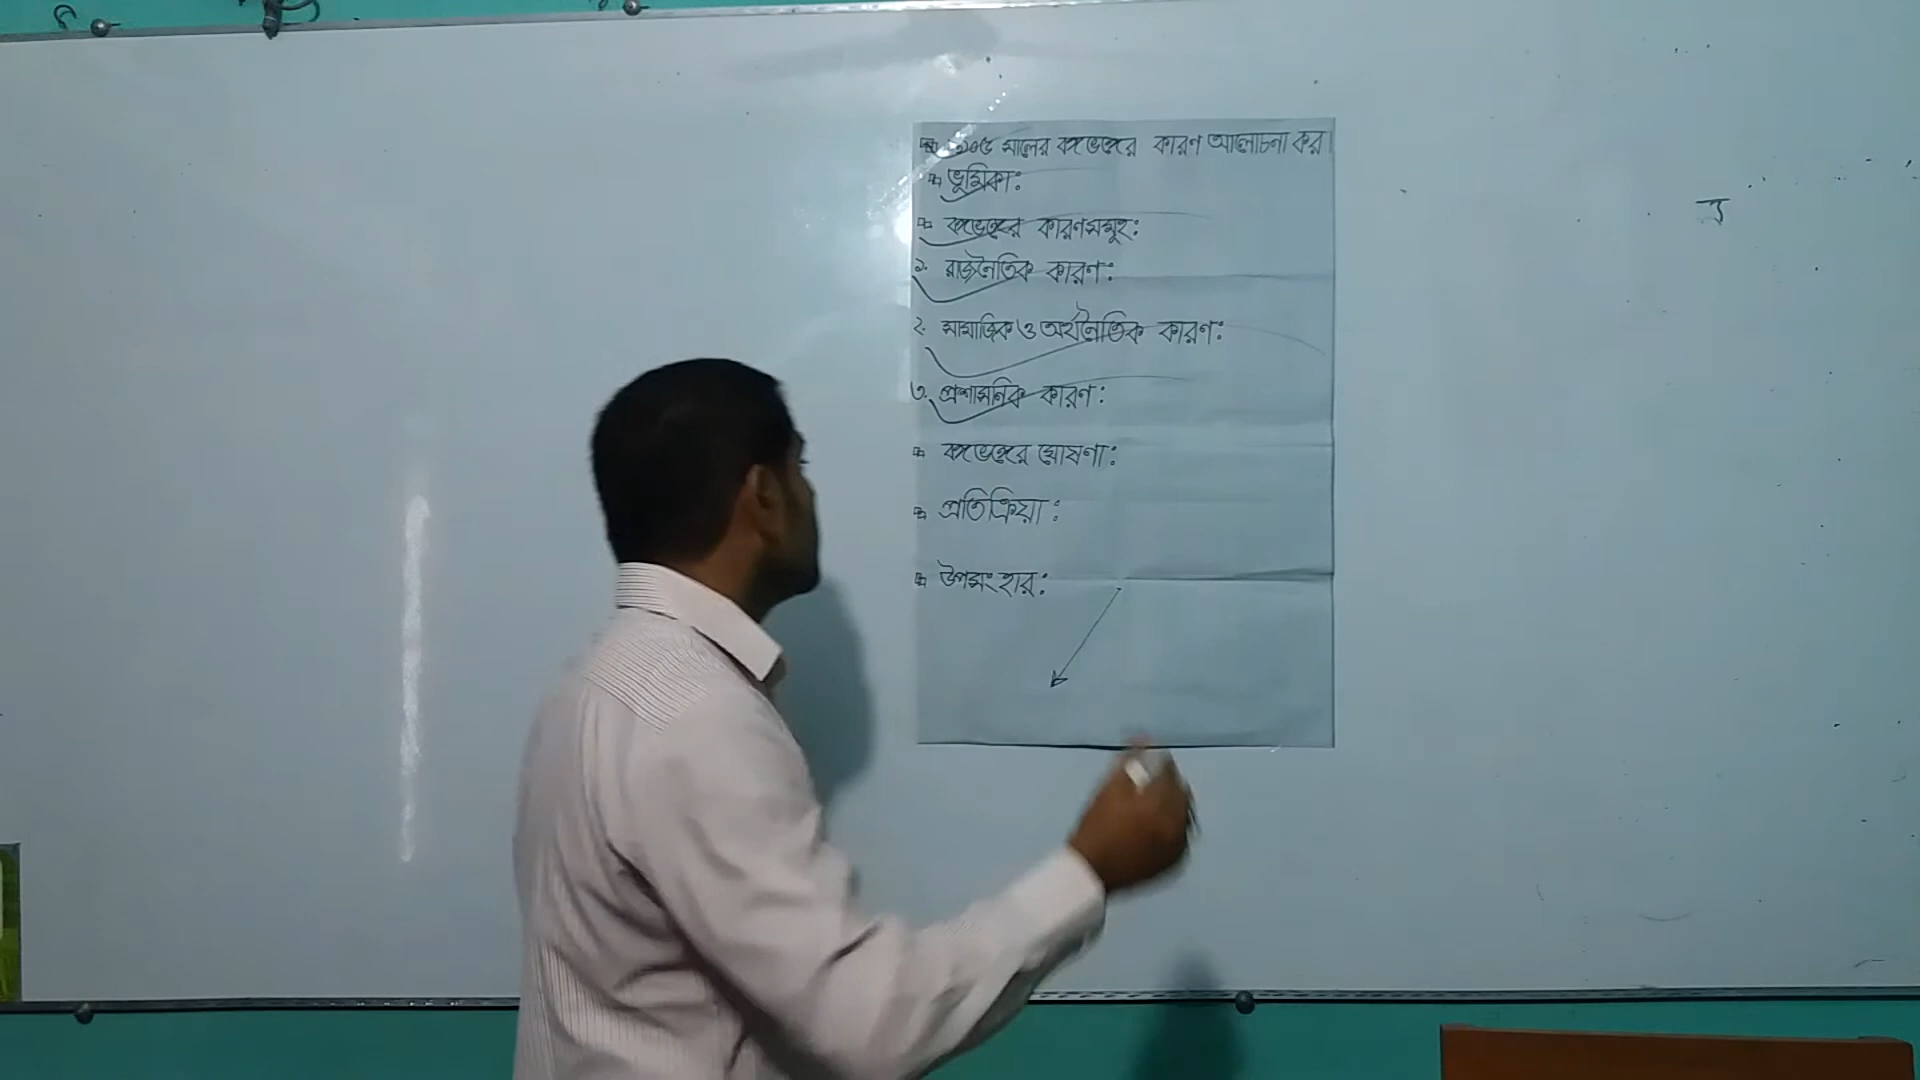 ১৯০৫ সালের বঙ্গভঙ্গের কারণ আলোচনা কর।
ভূমিকা:
বঙ্গভঙ্গের কারণসমূহ:
১. রাজনৈতিক কারণ:
২. সামাজিক ও অর্থনৈতিক কারণ:
৩. প্রশাসনিক কারণ:
বঙ্গভঙ্গের ঘোষণা:
প্রতিক্রিয়া:
উপসংহার: